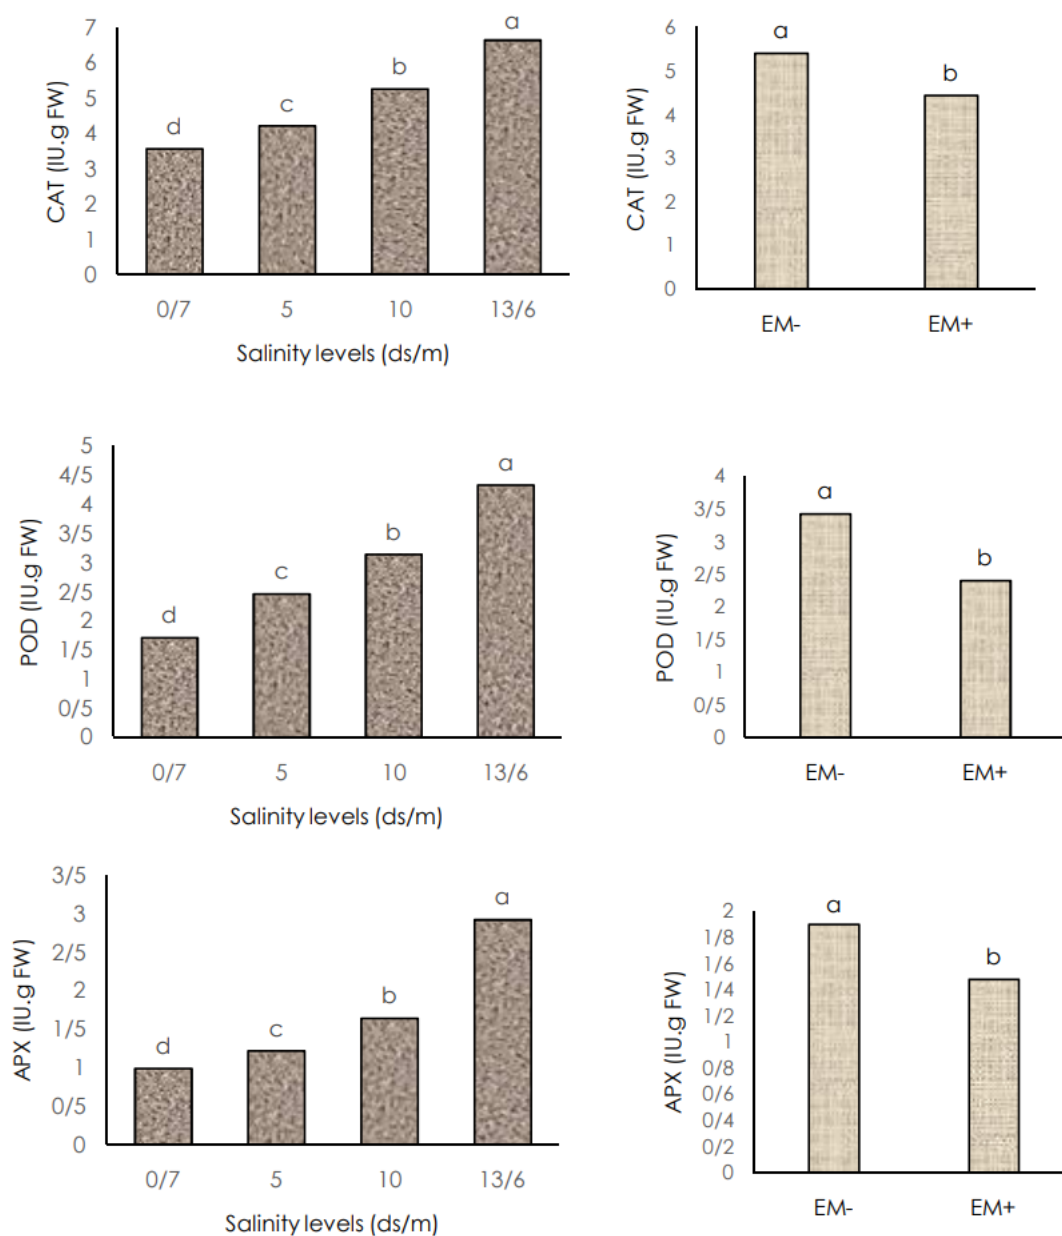 7
6
5
4
3
2
1
0
CAT (IU.g FW)
d
c
b
a
0/7 5 10 13/6
Salinity levels (ds/m)
6
5
4
3
2
1
0
CAT (IU.g FW)
a
b
EM- EM+
5
4/5
4
3/5
3
2/5
2
1/5
1
0/5
0
POD (IU.g FW)
d
c
b
a
0/7 5 10 13/6
Salinity levels (ds/m)
4
3/5
3
2/5
2
1/5
1
0/5
0
POD (IU.g FW)
a
b
EM- EM+
3/5
3
2/5
2
1/5
1
0/5
0
APX (IU.g FW)
d
c
b
a
0/7 5 10 13/6
Salinity levels (ds/m)
2
1/8
1/6
1/4
1/2
1
0/8
0/6
0/4
0/2
0
APX (IU.g FW)
a
b
EM- EM+